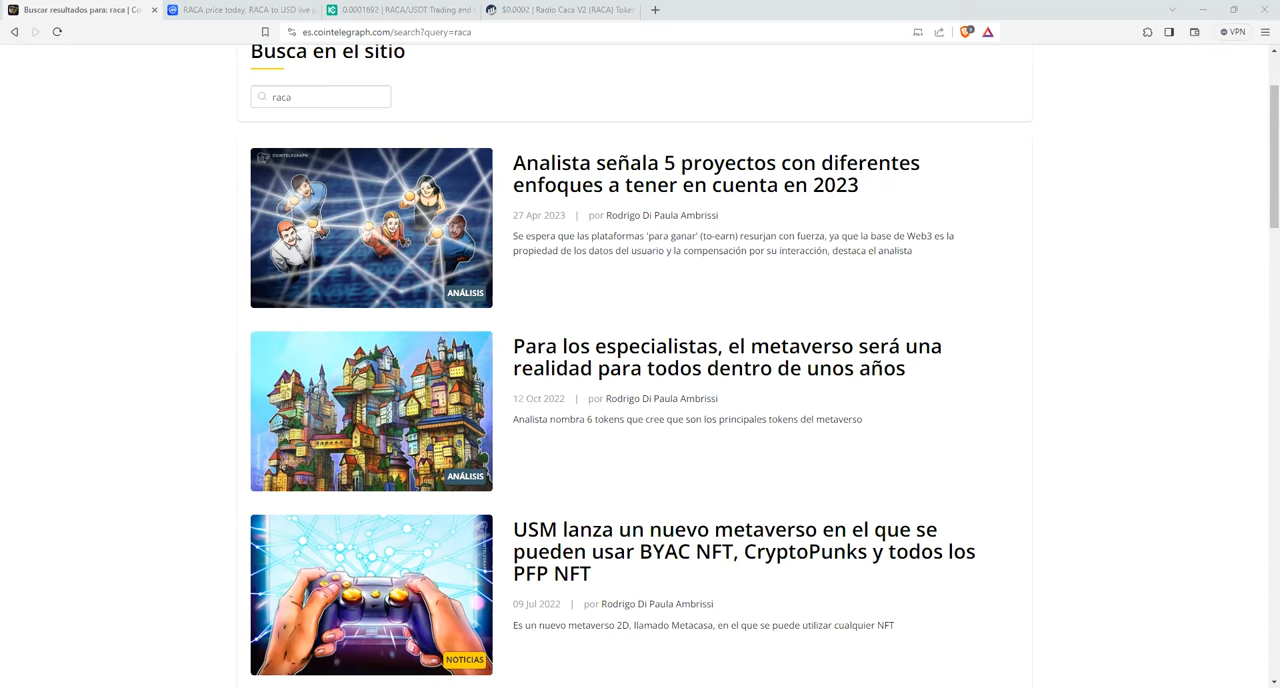 Buscar resultados para: raca | Co
RACA price today, RACA to USD live p
0.0001692 | RACA/USDT Trading and
$0.0002 | Radio Caca V2 (RACA) Token
es.cointelegraph.com/search?query=raca
VPN
Busca en el sitio
raca
COINTELEGRAPH
ANÁLISIS
Analista señala 5 proyectos con diferentes
enfoques a tener en cuenta en 2023
27 Apr 2023 | por Rodrigo Di Paula Ambrissi
Se espera que las plataformas 'para ganar' (to-earn) resurjan con fuerza, ya que la base de Web3 es la
propiedad de los datos del usuario y la compensación por su interacción, destaca el analista
ANÁLISIS
Para los especialistas, el metaverso será una
realidad para todos dentro de unos años
12 Oct 2022 | por Rodrigo Di Paula Ambrissi
Analista nombra 6 tokens que cree que son los principales tokens del metaverso
NOTICIAS
USM lanza un nuevo metaverso en el que se
pueden usar BYAC NFT, CryptoPunks y todos los
PFP NFT
09 Jul 2022 | por Rodrigo Di Paula Ambrissi
Es un nuevo metaverso 2D, llamado Metacasa, en el que se puede utilizar cualquier NFT